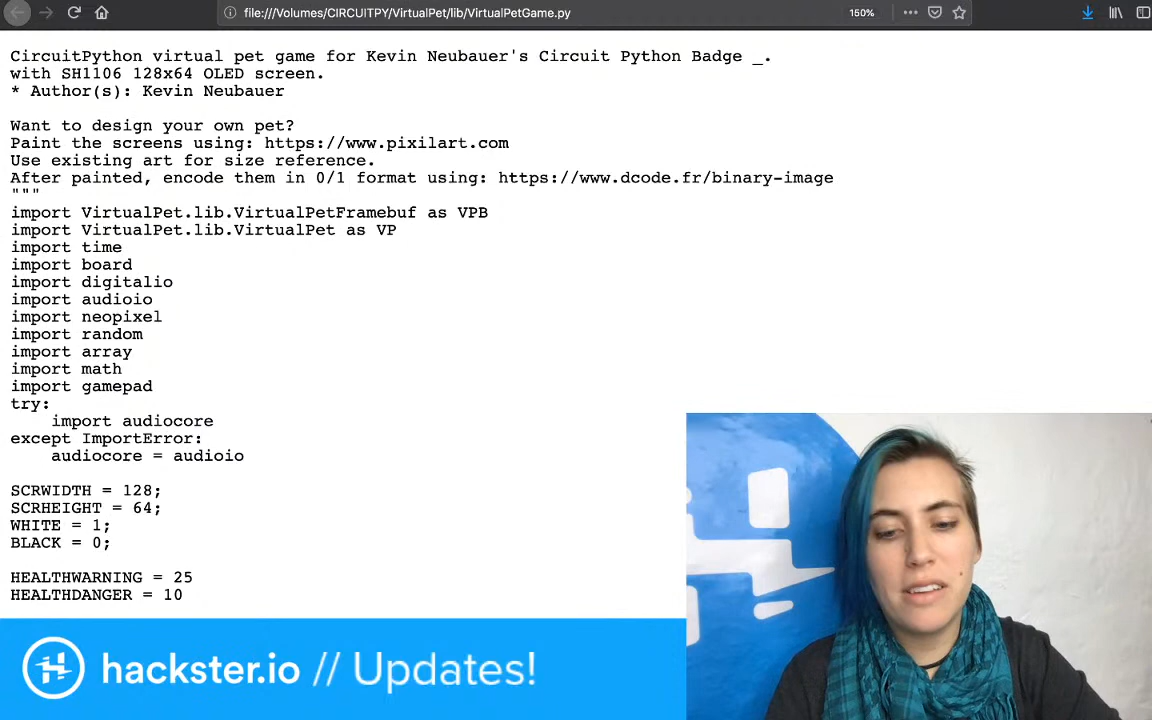 file:///Volumes/CIRCUITPY/VirtualPet/lib/VirtualPetGame.py
150%
CircuitPython virtual pet game for Kevin Neubauer's Circuit Python Badge _.
with SH1106 128x64 OLED screen.
* Author(s): Kevin Neubauer
Want to design your own pet?
Paint the screens using: https://www.pixilart.com
Use existing art for size reference.
After painted, encode them in 0/1 format using: https://www.dcode.fr/binary-image
"""
import VirtualPet.lib.VirtualPetFramebuf as VPB
import VirtualPet.lib.VirtualPet as VP
import time
import board
import digitalio
import audioio
import neopixel
import random
import array
import math
import gamepad
try:
    import audiocore
except ImportError:
    audiocore = audioio
SCRWIDTH = 128;
SCRHEIGHT = 64;
WHITE = 1;
BLACK = 0;
HEALTHWARNING = 25
HEALTHDANGER = 10
hackster.io // Updates!